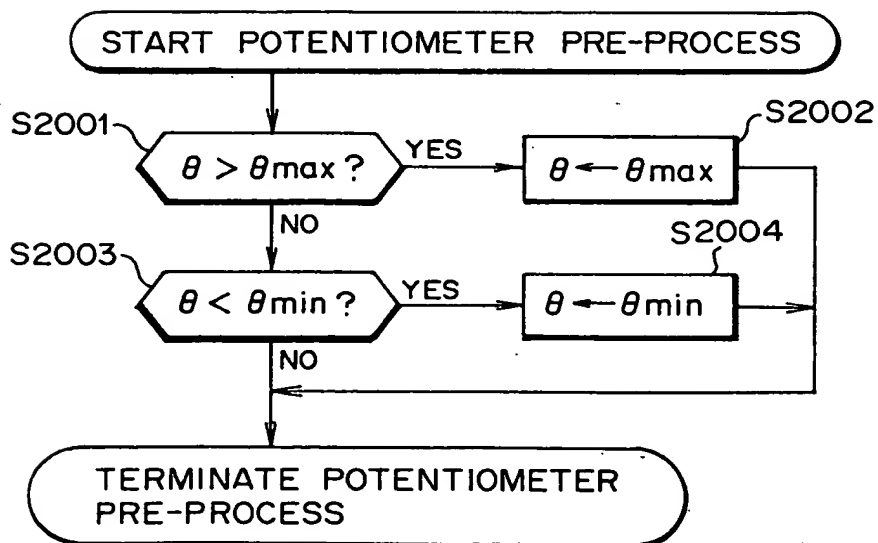 START POTENTIOMETER PRE-PROCESS
S2001
θ > θmax?
YES
S2002
θ ← θmax
NO
S2003
θ < θmin?
YES
S2004
θ ← θmin
NO
TERMINATE POTENTIOMETER
PRE-PROCESS